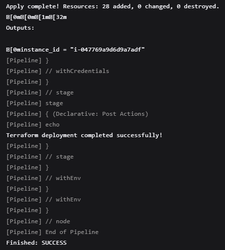 Apply complete! Resources: 28 added, 0 changed, 0 destroyed.
[0m[0m[1m[32m
Outputs:
[0minstance_id = "i-047769a9d6d9a7adf"
[Pipeline] }
[Pipeline] // withCredentials
[Pipeline] }
[Pipeline] // stage
[Pipeline] stage
[Pipeline] { (Declarative: Post Actions)
[Pipeline] echo
Terraform deployment completed successfully!
[Pipeline] }
[Pipeline] // stage
[Pipeline] }
[Pipeline] // withEnv
[Pipeline] }
[Pipeline] // withEnv
[Pipeline] }
[Pipeline] // node
[Pipeline] End of Pipeline
Finished: SUCCESS